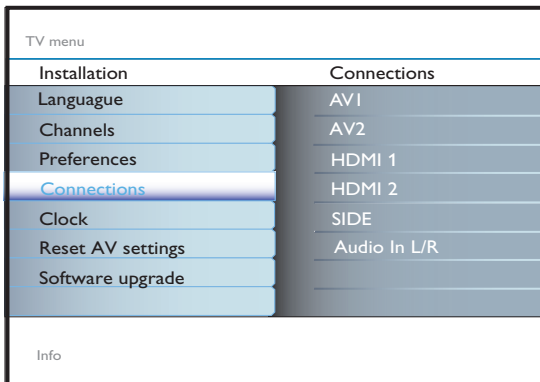 TV menu
Installation
Languague
Channels
Preferences
Connections
Clock
Reset AV settings
Software upgrade
Connections
AV1
AV2
HDMI 1
HDMI 2
SIDE
Audio In L/R
Info